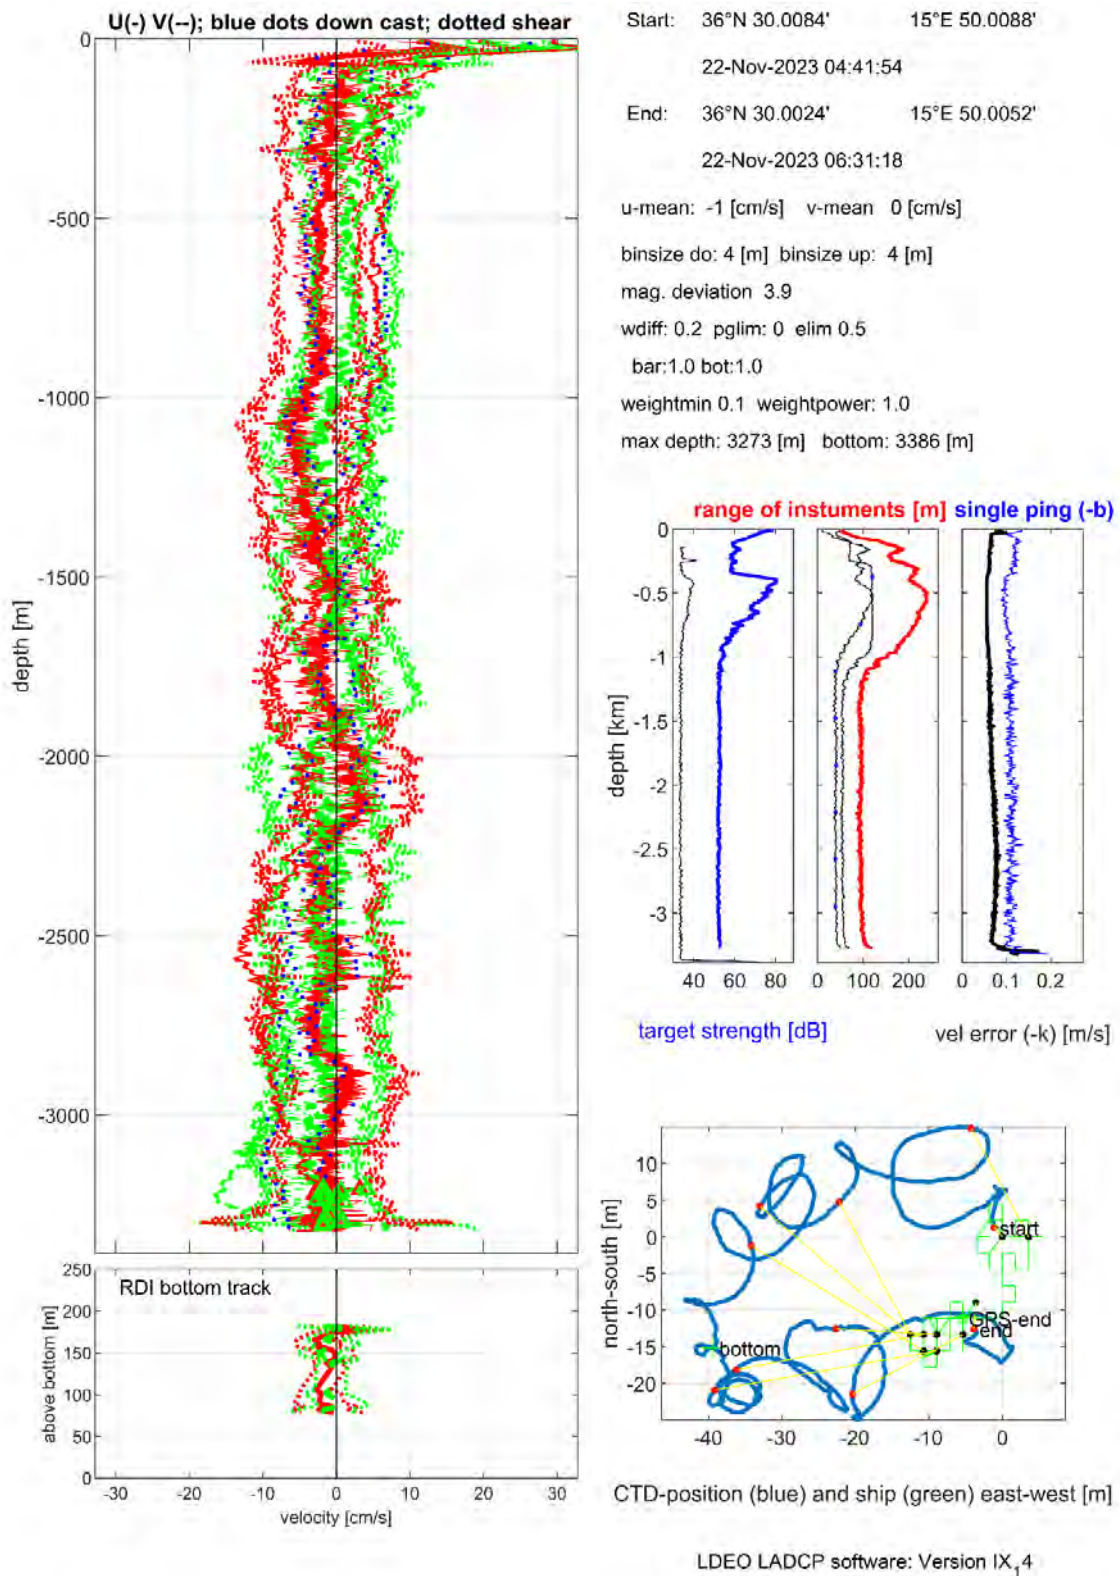 U(-) V(--); blue dots down cast; dotted shear
0
-500
-1000
-1500
-2000
-2500
-3000
depth [m]
RDI bottom track
250
200
150
100
50
0
above bottom [m]
-30 -20 -10 0 10 20 30
velocity [cm/s]
Start: 36°N 30.0084' 15°E 50.0088'
22-Nov-2023 04:41:54
End: 36°N 30.0024' 15°E 50.0052'
22-Nov-2023 06:31:18
u-mean: -1 [cm/s] v-mean 0 [cm/s]
binsize do: 4 [m] binsize up: 4 [m]
mag. deviation 3.9
wdiff: 0.2 pglim: 0 elim 0.5
bar:1.0 bot:1.0
weightmin 0.1 weightpower: 1.0
max depth: 3273 [m] bottom: 3386 [m]
range of instuments [m] single ping (-b)
0
-0.5
-1
-1.5
-2
-2.5
-3
depth [km]
40 60 80 0 100 200 0 0.1 0.2
target strength [dB] vel error (-k) [m/s]
10
5
0
-5
-10
-15
-20
north-south [m]
start
GPS-end
end
bottom
-40 -30 -20 -10 0
CTD-position (blue) and ship (green) east-west [m]
LDEO LADCP software: Version IX₁4